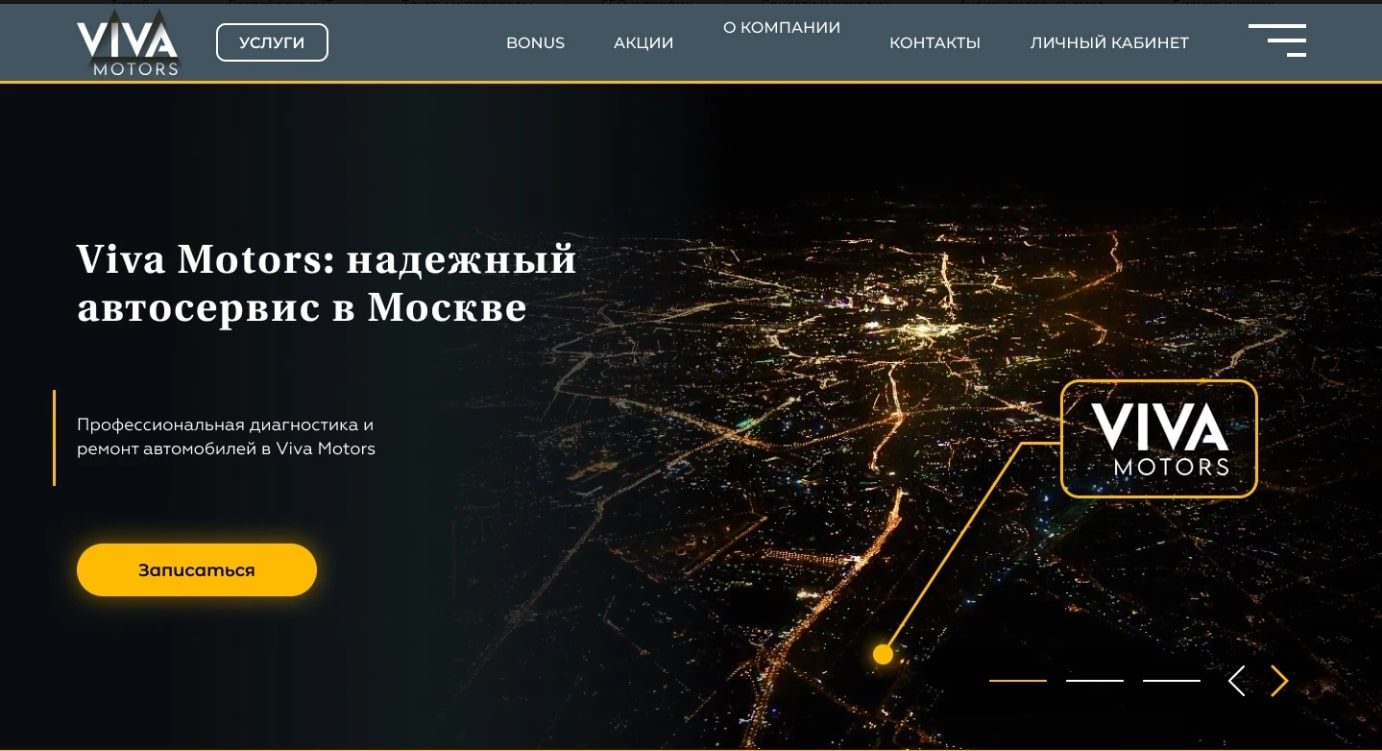 VIVA
MOTORS
УСЛУГИ
BONUS
АКЦИИ
О КОМПАНИИ
КОНТАКТЫ
ЛИЧНЫЙ КАБИНЕТ
Viva Motors: надежный
автосервис в Москве
Профессиональная диагностика и
ремонт автомобилей в Viva Motors
Записаться
VIVA
MOTORS